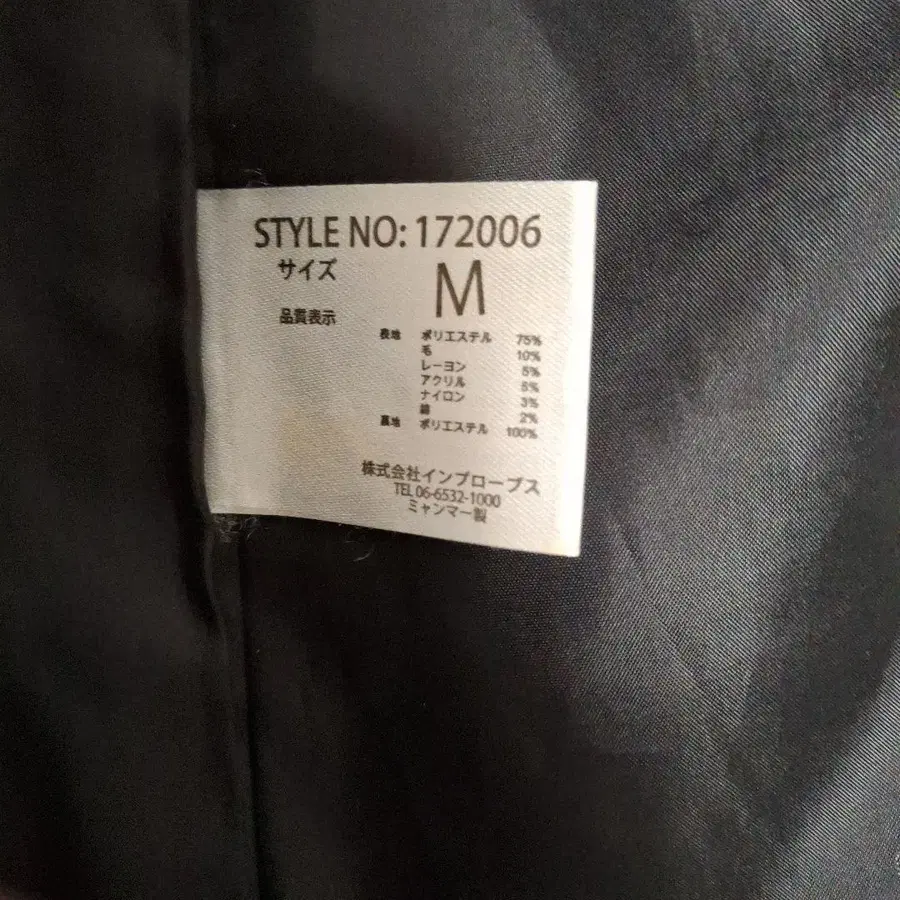 STYLE NO: 172006
サイズ M
品質表示
表地 ポリエステル 75%
毛 10%
レーヨン 5%
アクリル 5%
ナイロン 3%
綿 2%
裏地 ポリエステル 100%
株式会社インプローブス
TEL 06-6532-1000
ミャンマー製